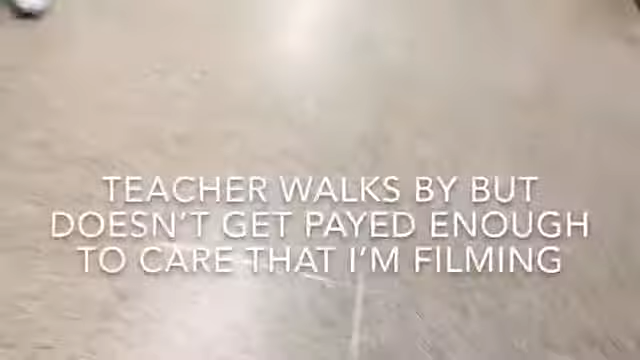 TEACHER WALKS BY BUT
DOESN'T GET PAYED ENOUGH
TO CARE THAT I'M FILMING